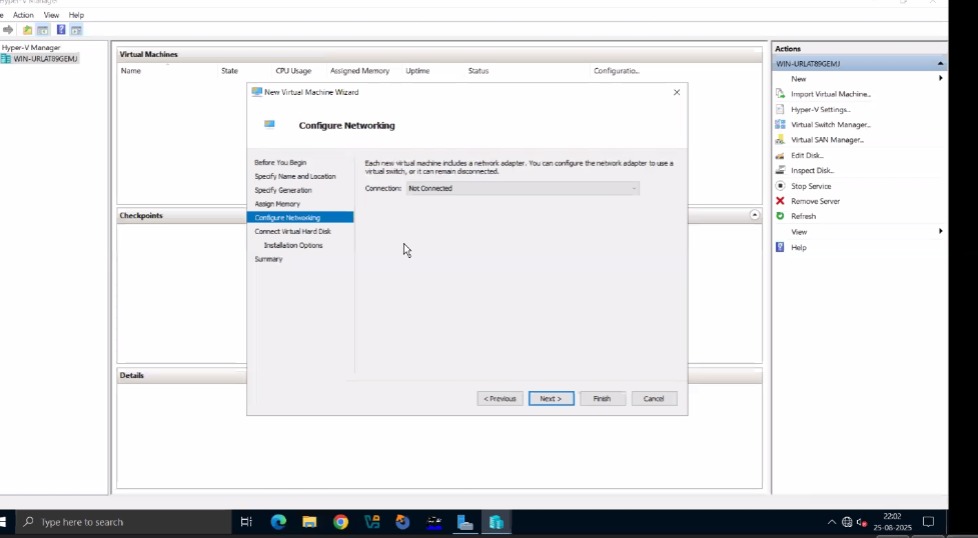 Hyper-V Manager
Action View Help
Hyper-V Manager
WIN-URLAT89GEMJ
Virtual Machines
Name State CPU Usage Assigned Memory Uptime Status Configuratio...
New Virtual Machine Wizard
Configure Networking
Before You Begin
Specify Name and Location
Specify Generation
Assign Memory
Configure Networking
Connect Virtual Hard Disk
Installation Options
Summary
Each new virtual machine includes a network adapter. You can configure the network adapter to use a
virtual switch, or it can remain disconnected.
Connection: Not Connected
< Previous Next > Finish Cancel
Checkpoints
Details
Actions
WIN-URLAT89GEMJ
New
Import Virtual Machine...
Hyper-V Settings...
Virtual Switch Manager...
Virtual SAN Manager...
Edit Disk...
Inspect Disk...
Stop Service
Remove Server
Refresh
View
Help
Type here to search
22:02
25-08-2025